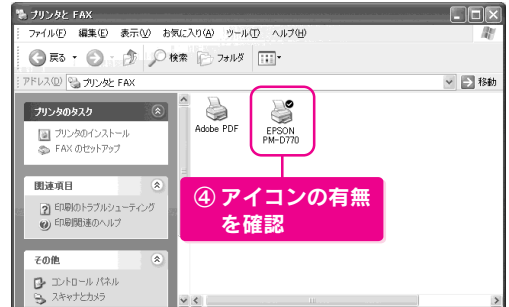 プリンタと FAX
ファイル(F) 編集(E) 表示(V) お気に入り(A) ツール(T) ヘルプ(H)
戻る 検索 フォルダ
アドレス(D) プリンタと FAX 移動
プリンタのタスク
プリンタのインストール
FAX のセットアップ
関連項目
印刷のトラブルシューティング
印刷関連のヘルプ
その他
コントロール パネル
スキャナとカメラ
Adobe PDF
EPSON
PM-D770
④ アイコンの有無
を確認